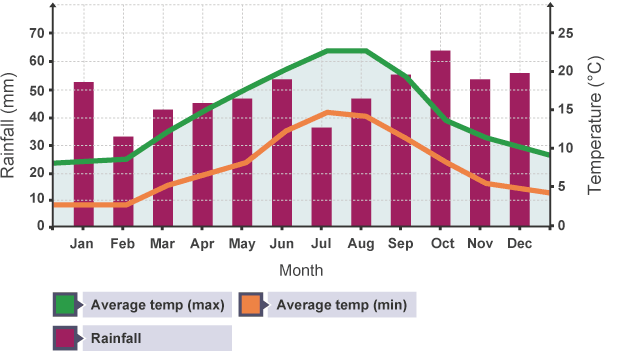 Rainfall (mm)
70
60
50
40
30
20
10
0
25
20
15
10
5
0
Temperature (°C)
Jan Feb Mar Apr May Jun Jul Aug Sep Oct Nov Dec
Month
Average temp (max) Average temp (min)
Rainfall